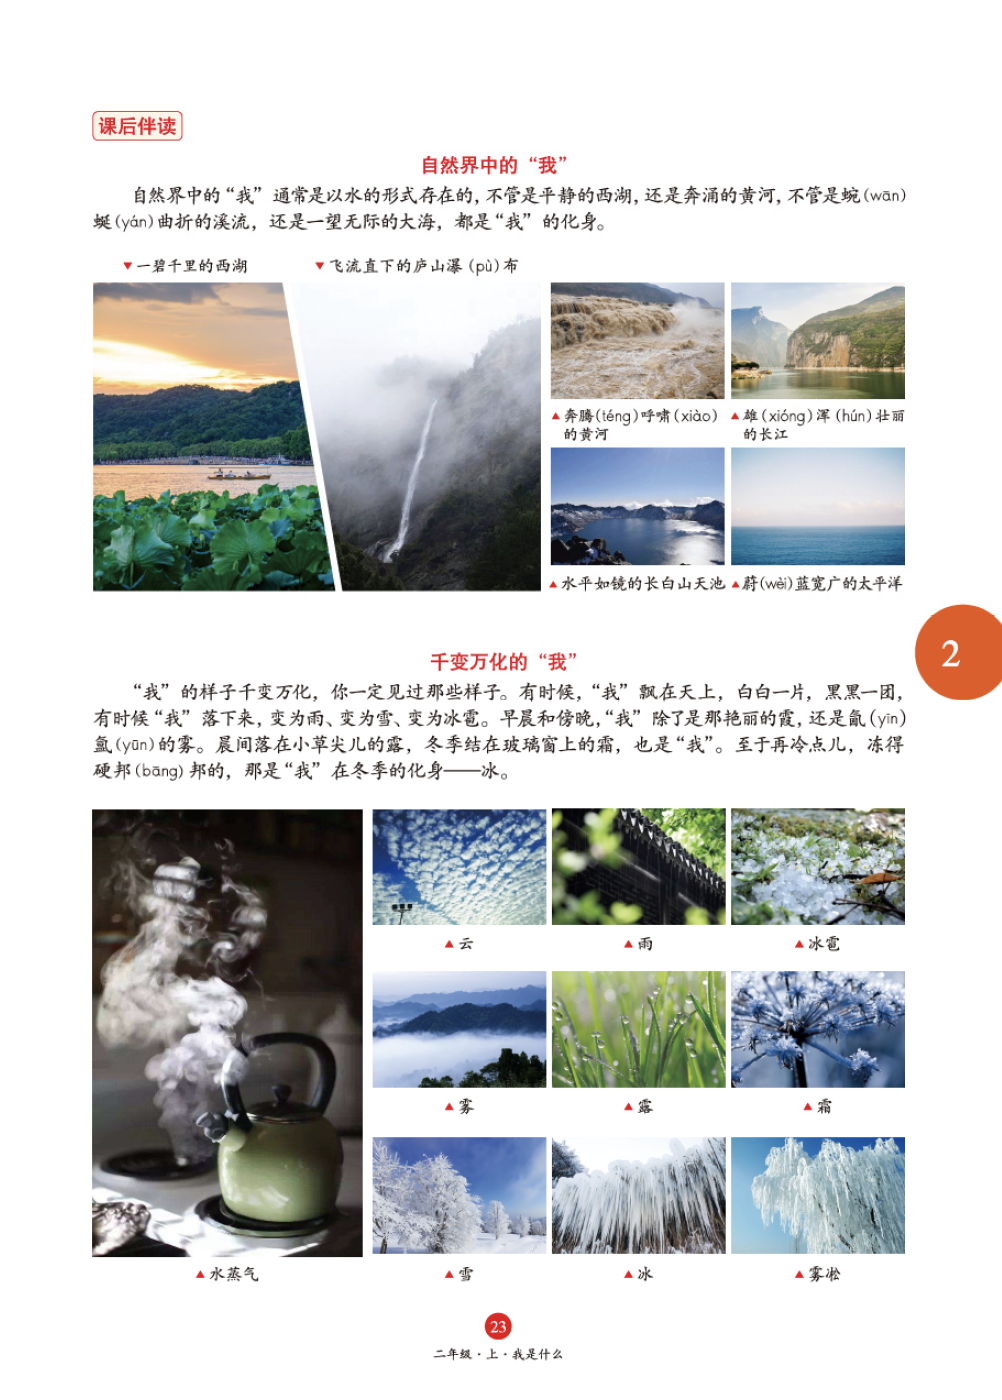 课后伴读
自然界中的“我”
自然界中的“我”通常是以水的形式存在的,不管是平静的西湖,还是奔涌的黄河,不管是蜿(wān)
蜒(yán)曲折的溪流，还是一望无际的大海，都是“我”的化身。
▼一碧千里的西湖
▼飞流直下的庐山瀑(pù)布
▲奔腾(téng)呼啸(xiào)
的黄河
▲雄(xióng)浑(hún)壮丽
的长江
▲水平如镜的长白山天池
▲蔚(wèi)蓝宽广的太平洋
2
千变万化的“我”
“我”的样子千变万化，你一定见过那些样子。有时候，“我”飘在天上，白白一片，黑黑一团，
有时候“我”落下来，变为雨、变为雪、变为冰雹。早晨和傍晚，“我”除了是那艳丽的霞，还是氤(yīn)
氲(yūn)的雾。晨间落在小草尖儿的露，冬季结在玻璃窗上的霜，也是“我”。至于再冷点儿，冻得
硬邦(bāng)邦的，那是“我”在冬季的化身——冰。
▲云
▲雨
▲冰雹
▲雾
▲露
▲霜
▲水蒸气
▲雪
▲冰
▲雾凇
23
二年级·上·我是什么